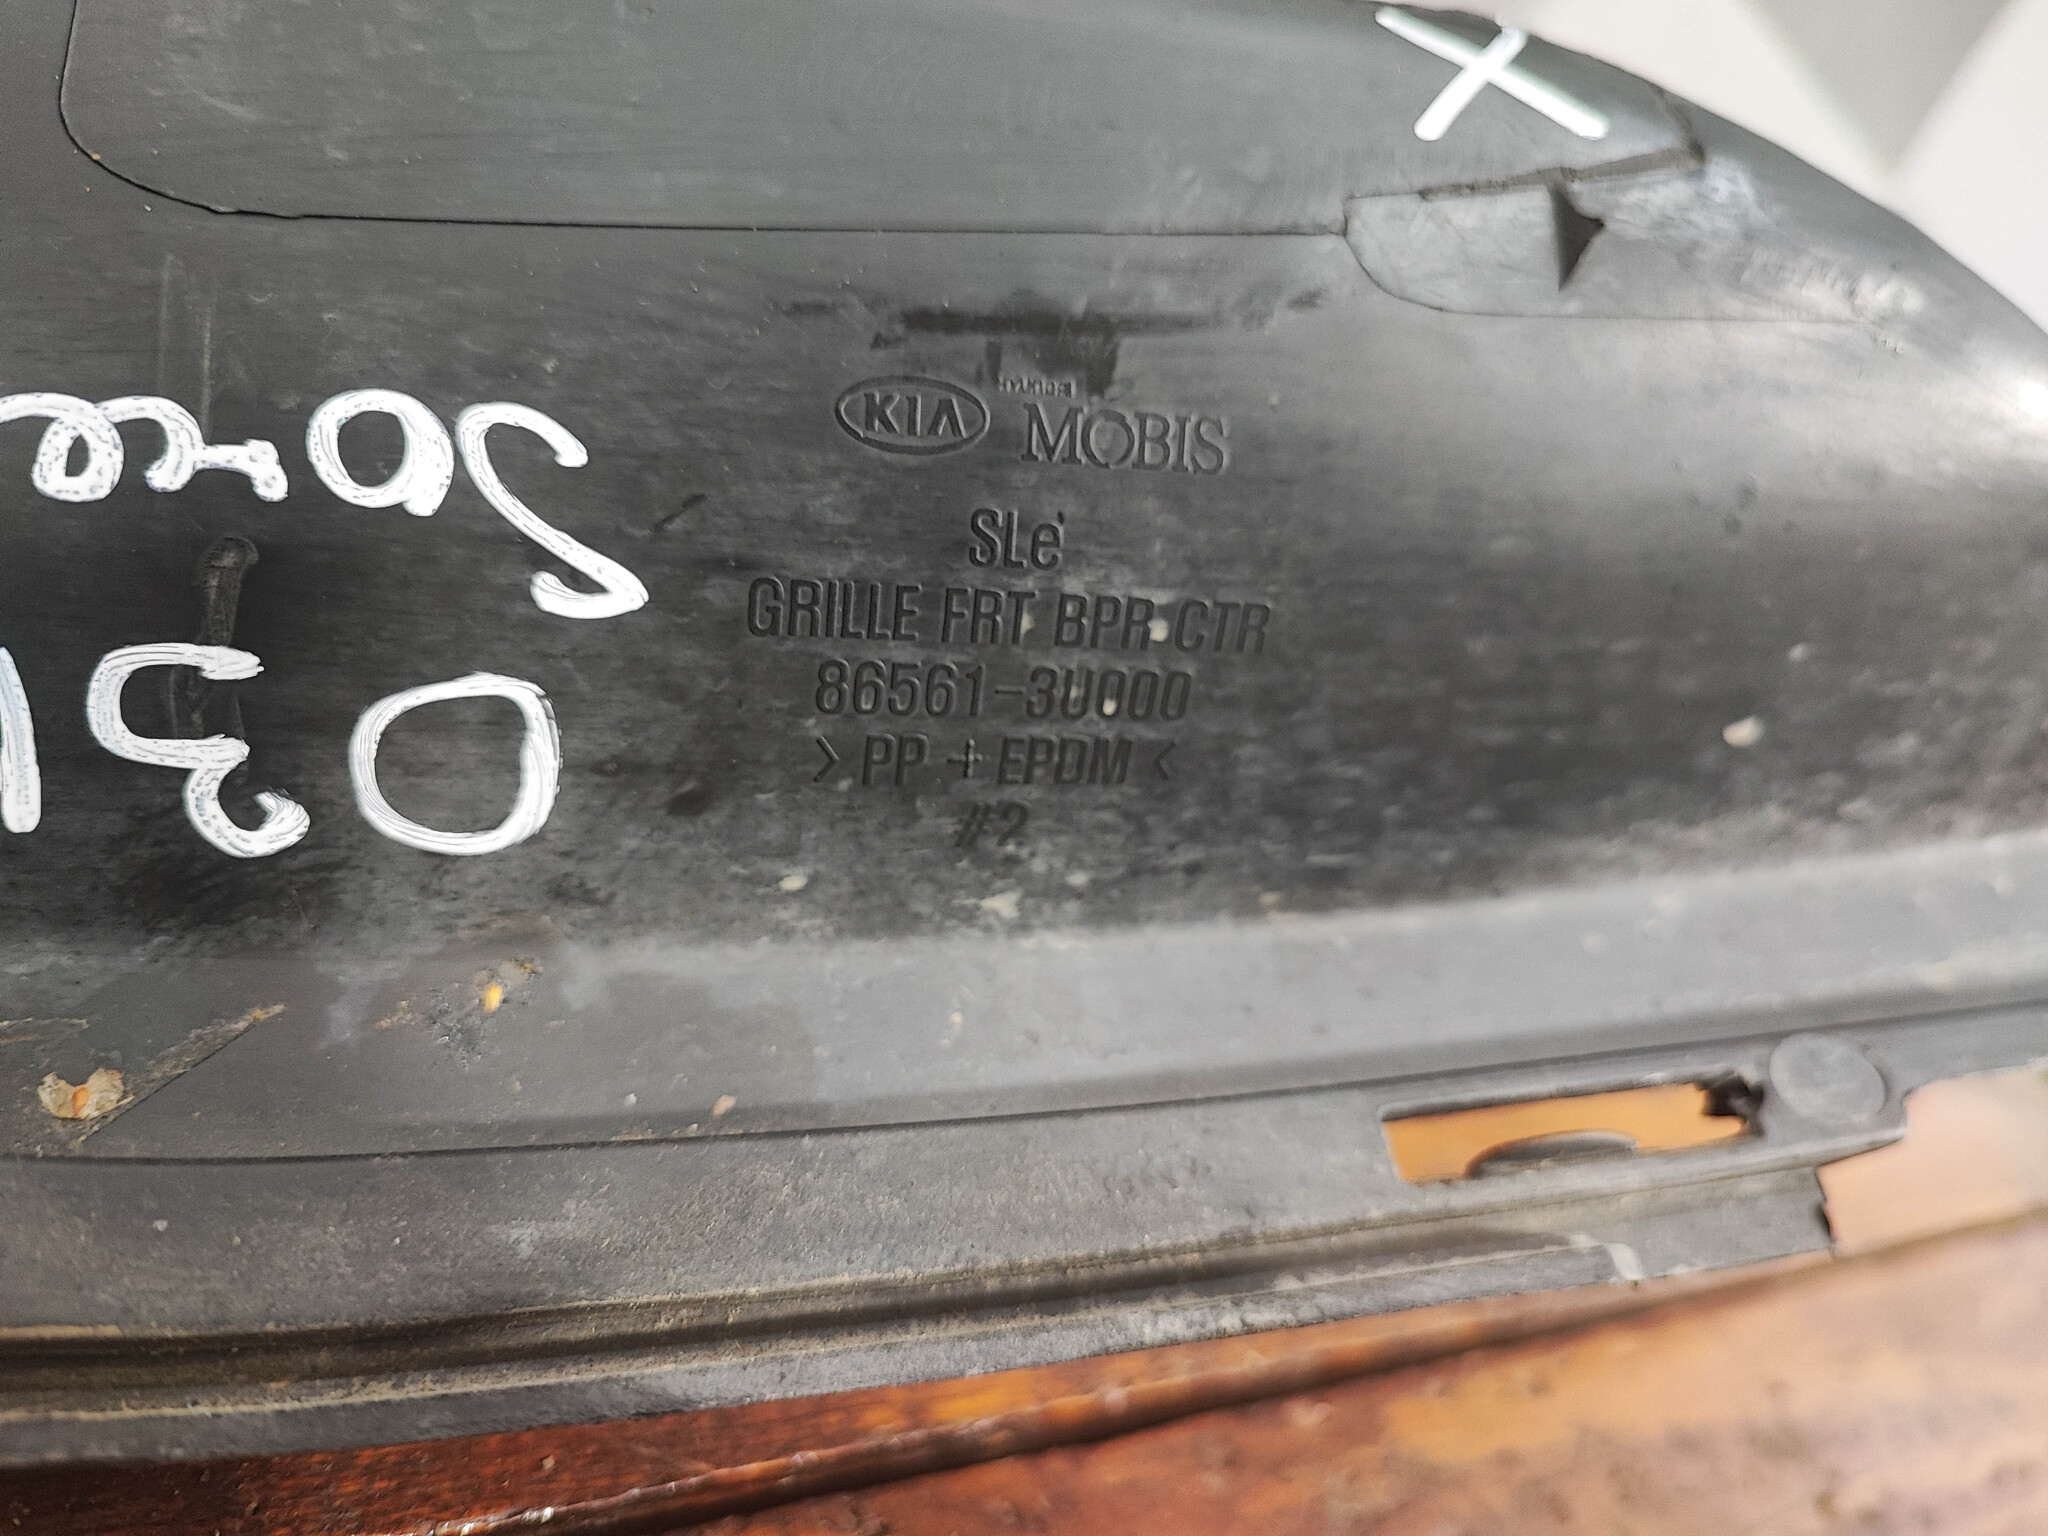 X
KIA MOBIS
SLe'
GRILLE FRT BPR-CTR
86561-3U000
> PP + EPDM <
#2